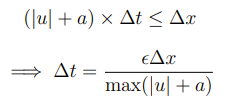 (|u| + a) × Δt ≤ Δx
⟹ Δt = ϵΔx / max(|u| + a)